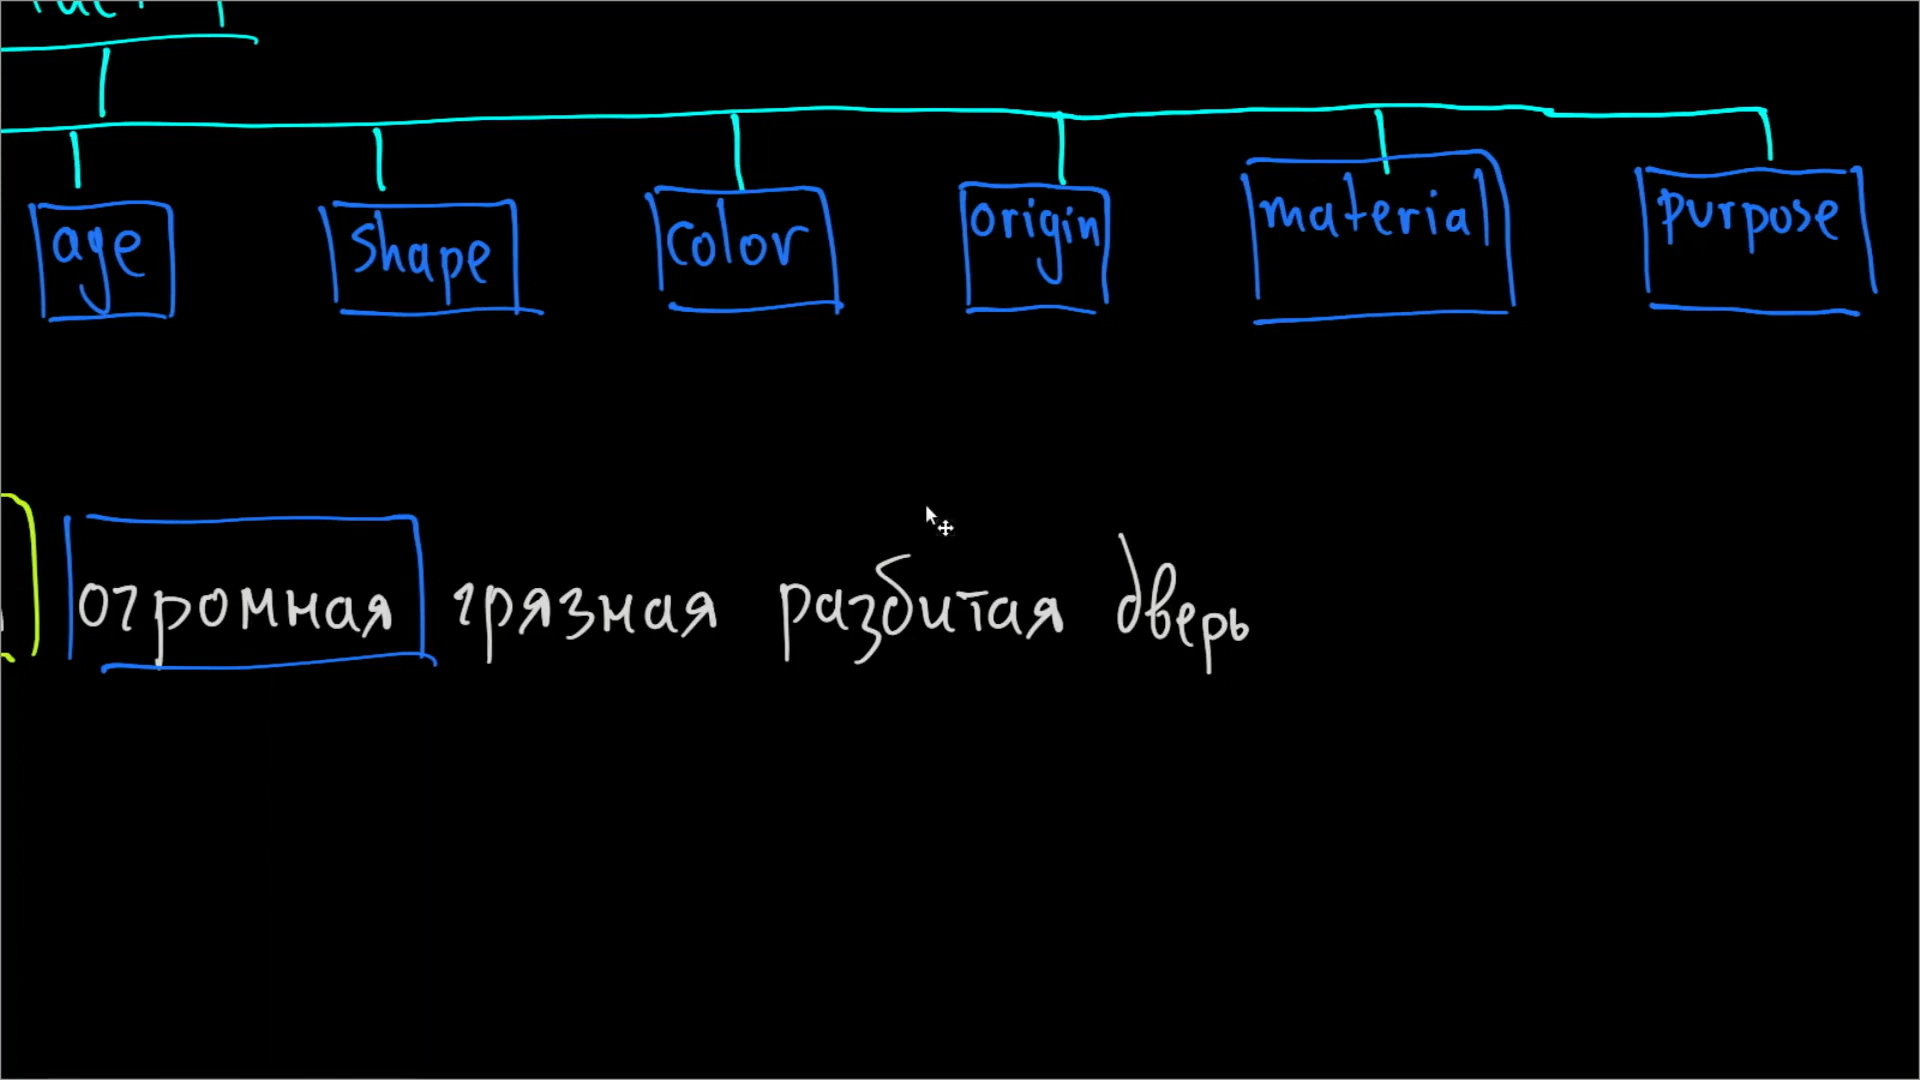 age shape color origin material purpose
огромная грязная разбитая дверь